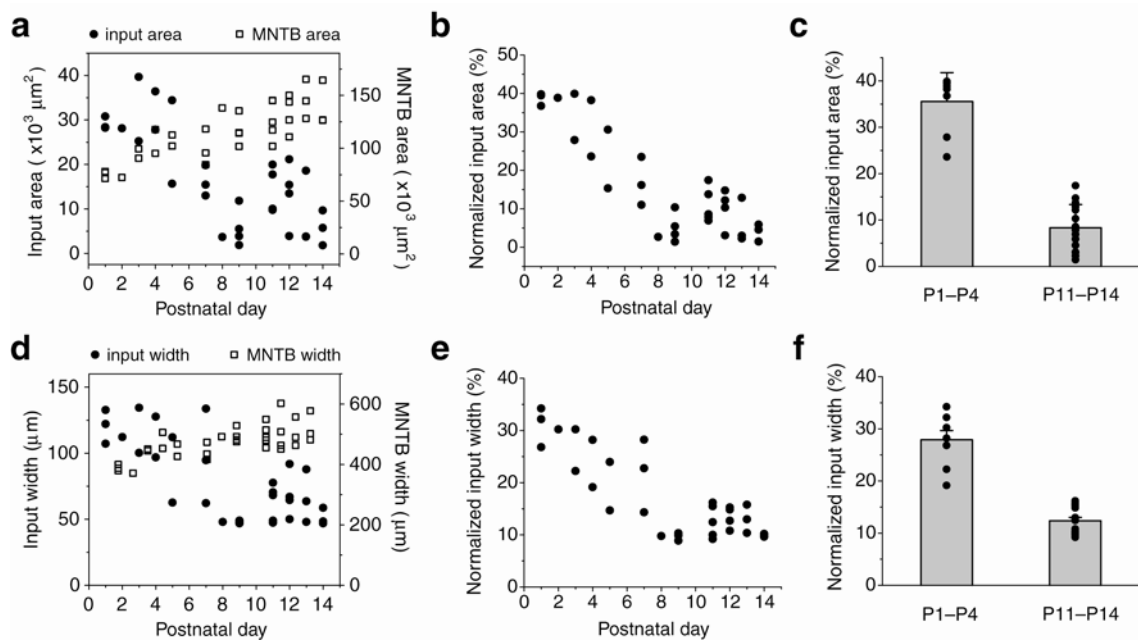 a
input area
MNTB area
Input area ( x10³ μm²)
40
30
20
10
0
MNTB area ( x10³ μm²)
150
100
50
0
0 2 4 6 8 10 12 14
Postnatal day
b
Normalized input area (%)
50
40
30
20
10
0
0 2 4 6 8 10 12 14
Postnatal day
c
Normalized input area (%)
40
30
20
10
0
P1–P4
P11–P14
d
input width
MNTB width
Input width (μm)
150
100
50
0
MNTB width (μm)
600
400
200
0
0 2 4 6 8 10 12 14
Postnatal day
e
Normalized input width (%)
40
30
20
10
0
0 2 4 6 8 10 12 14
Postnatal day
f
Normalized input width (%)
40
30
20
10
0
P1–P4
P11–P14